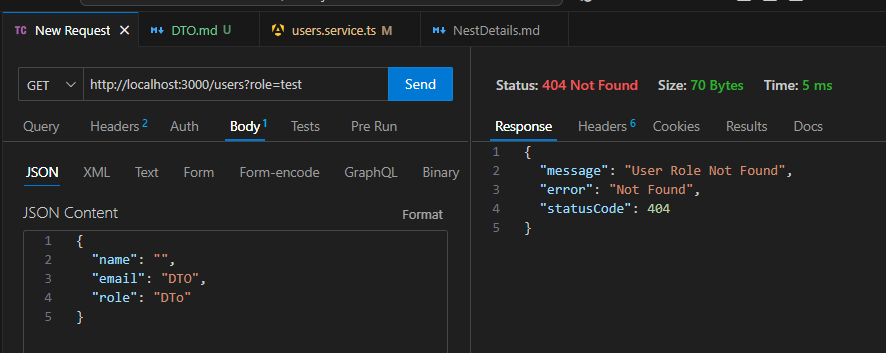 TC New Request ✕
DTO.md U
users.service.ts M
NestDetails.md
GET
http://localhost:3000/users?role=test
Send
Query
Headers 2
Auth
Body 1
Tests
Pre Run
JSON
XML
Text
Form
Form-encode
GraphQL
Binary
JSON Content
Format
1 {
2 "name": "",
3 "email": "DTO",
4 "role": "DTo"
5 }
Status: 404 Not Found
Size: 70 Bytes
Time: 5 ms
Response
Headers 6
Cookies
Results
Docs
1 {
2 "message": "User Role Not Found",
3 "error": "Not Found",
4 "statusCode": 404
5 }